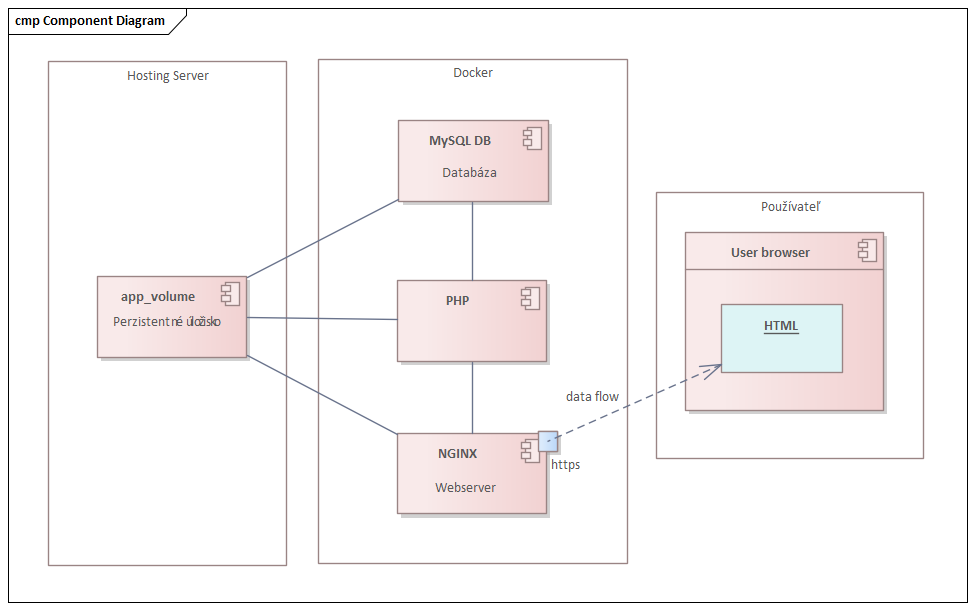 cmp Component Diagram
Hosting Server
Docker
MySQL DB
Databáza
Používateľ
User browser
app_volume
Perzistentné úložisko
PHP
HTML
data flow
NGINX
https
Webserver